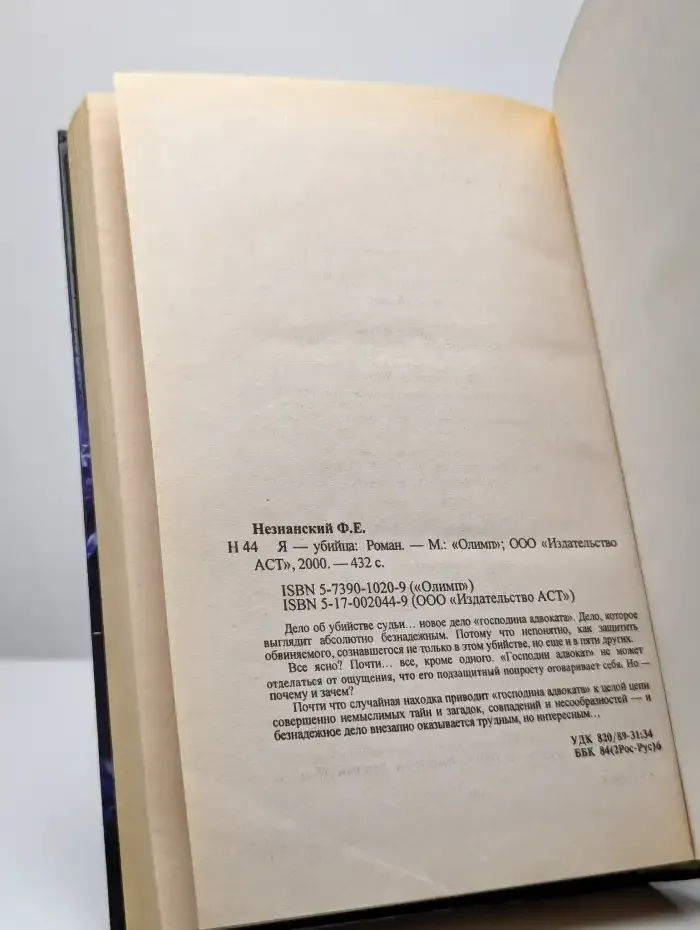 Незнанский Ф.Е.
Н 44 Я — убийца: Роман. — М.: «Олимп»; ООО «Издательство
АСТ», 2000. — 432 с.
ISBN 5-7390-1020-9 («Олимп»)
ISBN 5-17-002044-9 (ООО «Издательство АСТ»)
Дело об убийстве судьи... новое дело «господина адвоката». Дело, которое
выглядит абсолютно безнадежным. Потому что непонятно, как защитить
обвиняемого, сознавшегося не только в этом убийстве, но еще и в пяти других.
Все ясно? Почти... все, кроме одного. «Господин адвокат» не может
отделаться от ощущения, что его подзащитный попросту оговаривает себя. Но —
почему и зачем?
Почти что случайная находка приводит «господина адвоката» к целой цепи
совершенно немыслимых тайн и загадок, совпадений и несообразностей — и
безнадежное дело внезапно оказывается трудным, но интересным...
УДК 820/89-31:34
ББК 84(2Рос-Рус)6